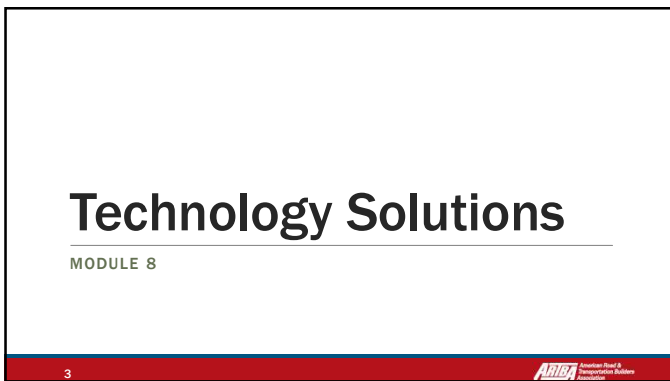 Technology Solutions
MODULE 8
3
ARTBA
American Road &
Transportation Builders
Association